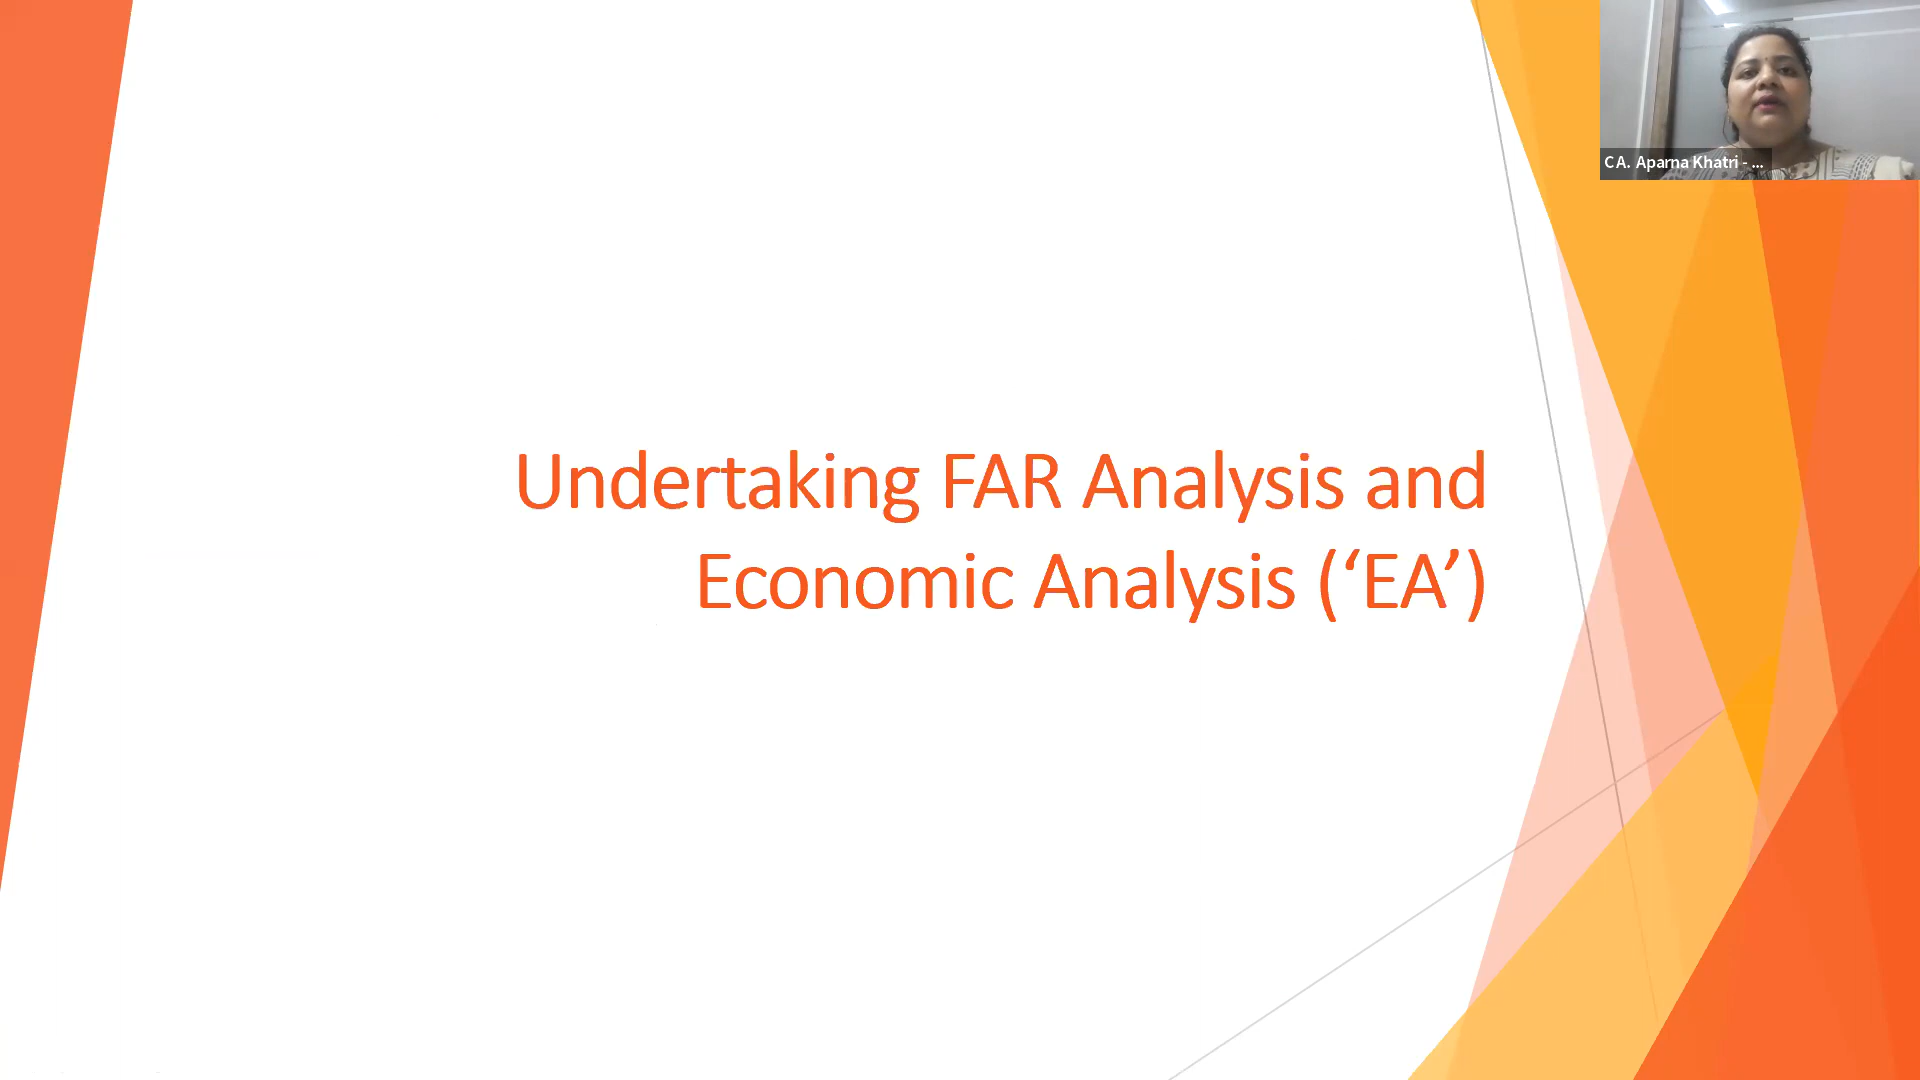 CA. Aparna Khatri - ...
Undertaking FAR Analysis and
Economic Analysis (‘EA’)